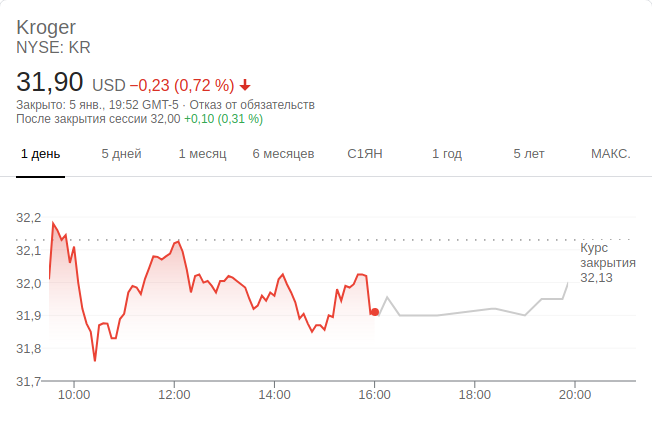 Kroger
NYSE: KR
31,90 USD −0,23 (0,72 %)
Закрыто: 5 янв., 19:52 GMT-5 · Отказ от обязательств
После закрытия сессии 32,00 +0,10 (0,31 %)
1 день 5 дней 1 месяц 6 месяцев С1ЯН 1 год 5 лет МАКС.
32,2
32,1
32,0
31,9
31,8
31,7
Курс
закрытия
32,13
10:00 12:00 14:00 16:00 18:00 20:00